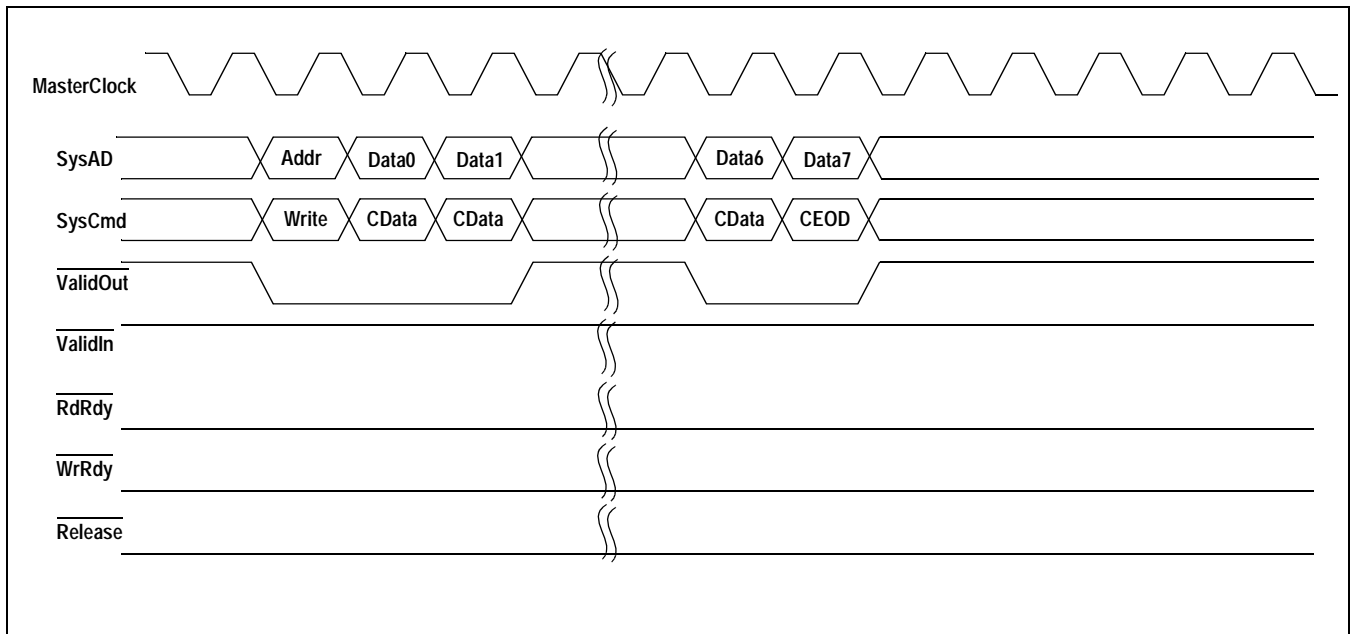 MasterClock
SysAD Addr Data0 Data1 Data6 Data7
SysCmd Write CData CData CData CEOD
ValidOut
ValidIn
RdRdy
WrRdy
Release